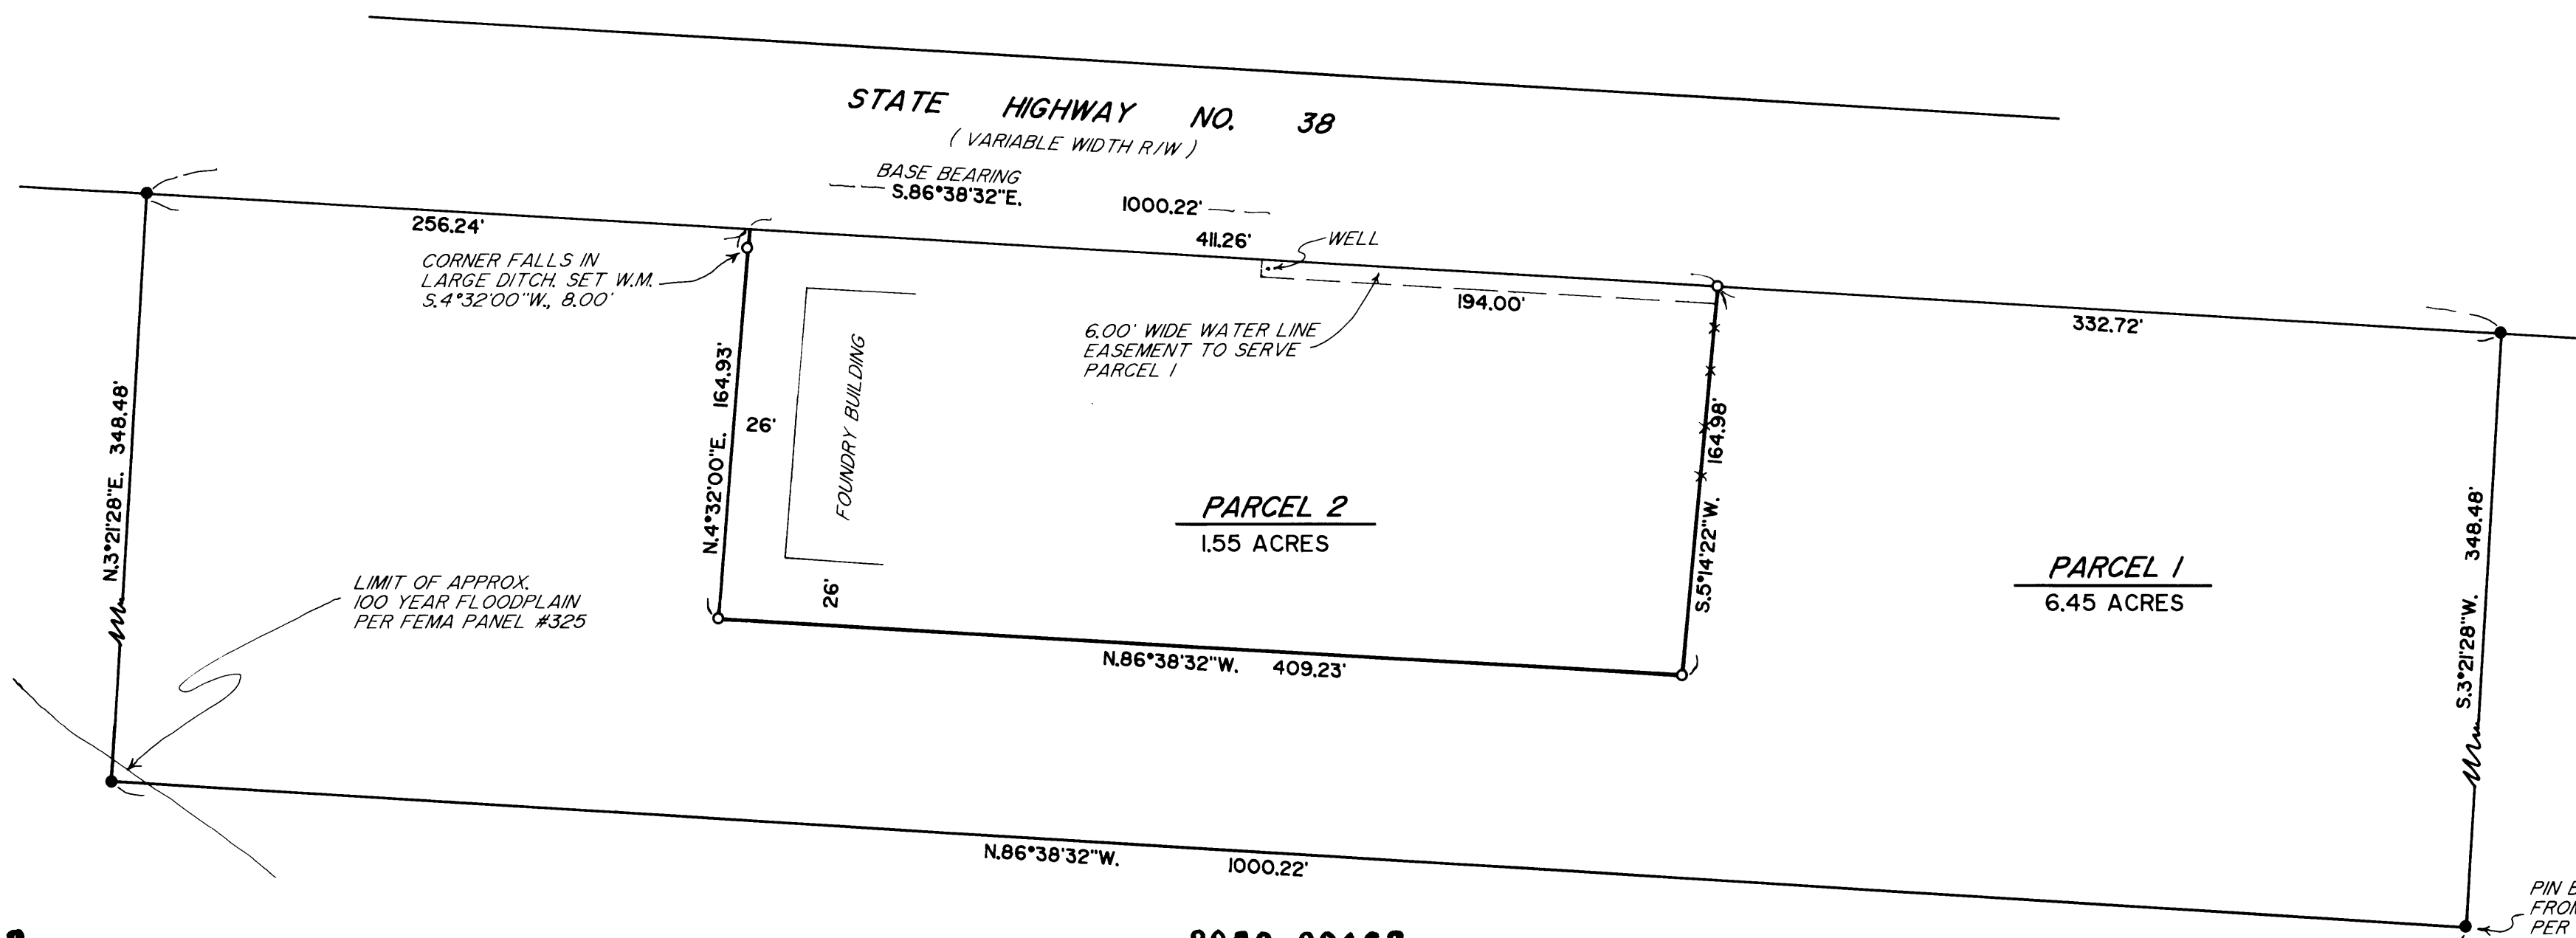 STATE HIGHWAY NO. 38
( VARIABLE WIDTH R/W )
BASE BEARING
S.86°38'32"E. 1000.22'
256.24'
411.26'
WELL
CORNER FALLS IN
LARGE DITCH. SET W.M.
S.4°32'00"W., 8.00'
194.00'
332.72'
6.00' WIDE WATER LINE
EASEMENT TO SERVE
PARCEL 1
N.3°21'28"E. 348.48'
N.4°32'00"E. 164.93'
26'
FOUNDRY BUILDING
26'
PARCEL 2
1.55 ACRES
S.5°14'22"W. 164.98'
PARCEL 1
6.45 ACRES
S.3°21'28"W. 348.48'
LIMIT OF APPROX.
100 YEAR FLOODPLAIN
PER FEMA PANEL #325
N.86°38'32"W. 409.23'
N.86°38'32"W. 1000.22'
PIN
FROM
PER